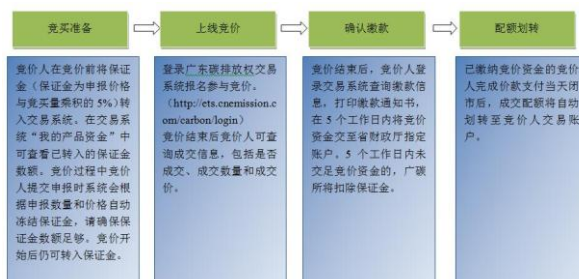 竞买准备
上线竞价
确认缴款
配额划转
竞价人在竞价前将保证
金（保证金为申报价格
与竞买量乘积的 5%）转
入交易系统。在交易系
统“我的产品资金”中
可查看已转入的保证金
数额。竞价过程中竞价
人提交申报时系统会根
据申报数量和价格自动
冻结保证金，请确保保
证金数额足够。竞价开
始后仍可转入保证金。
登录广东碳排放权交易
系统报名参与竞价。
（http://ets.cnemission.c
om/carbon/login）
竞价结束后竞价人可查
询成交信息，包括是否
成交、成交数量和成交
价。
竞价结束后，竞价人登
录交易系统查询缴款信
息，打印缴款通知书，
在 5 个工作日内将竞价
资金交至省财政厅指定
账户。5 个工作日内未
交足竞价资金的，广碳
所将扣除保证金。
已缴纳竞价资金的竞价
人完成价款支付当天闭
市后，成交配额将自动
划转至竞价人交易账
户。